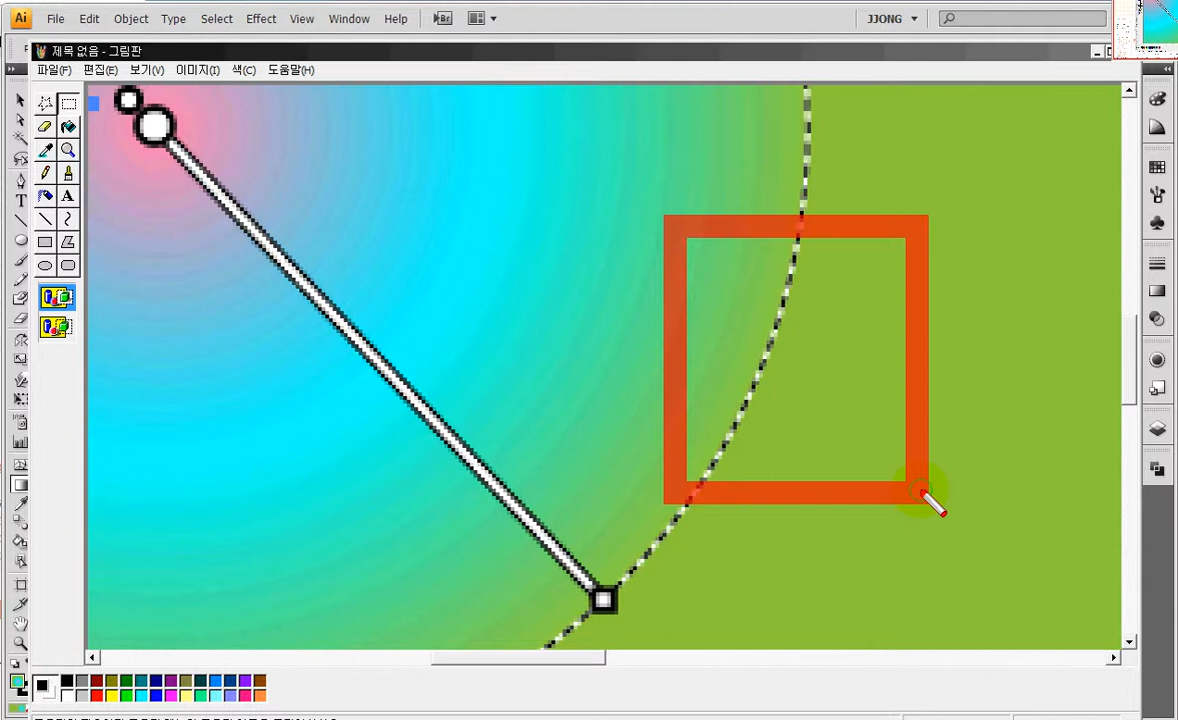 Ai File Edit Object Type Select Effect View Window Help Br JJONG
제목 없음 - 그림판
파일(F) 편집(E) 보기(V) 이미지(I) 색(C) 도움말(H)
A
T